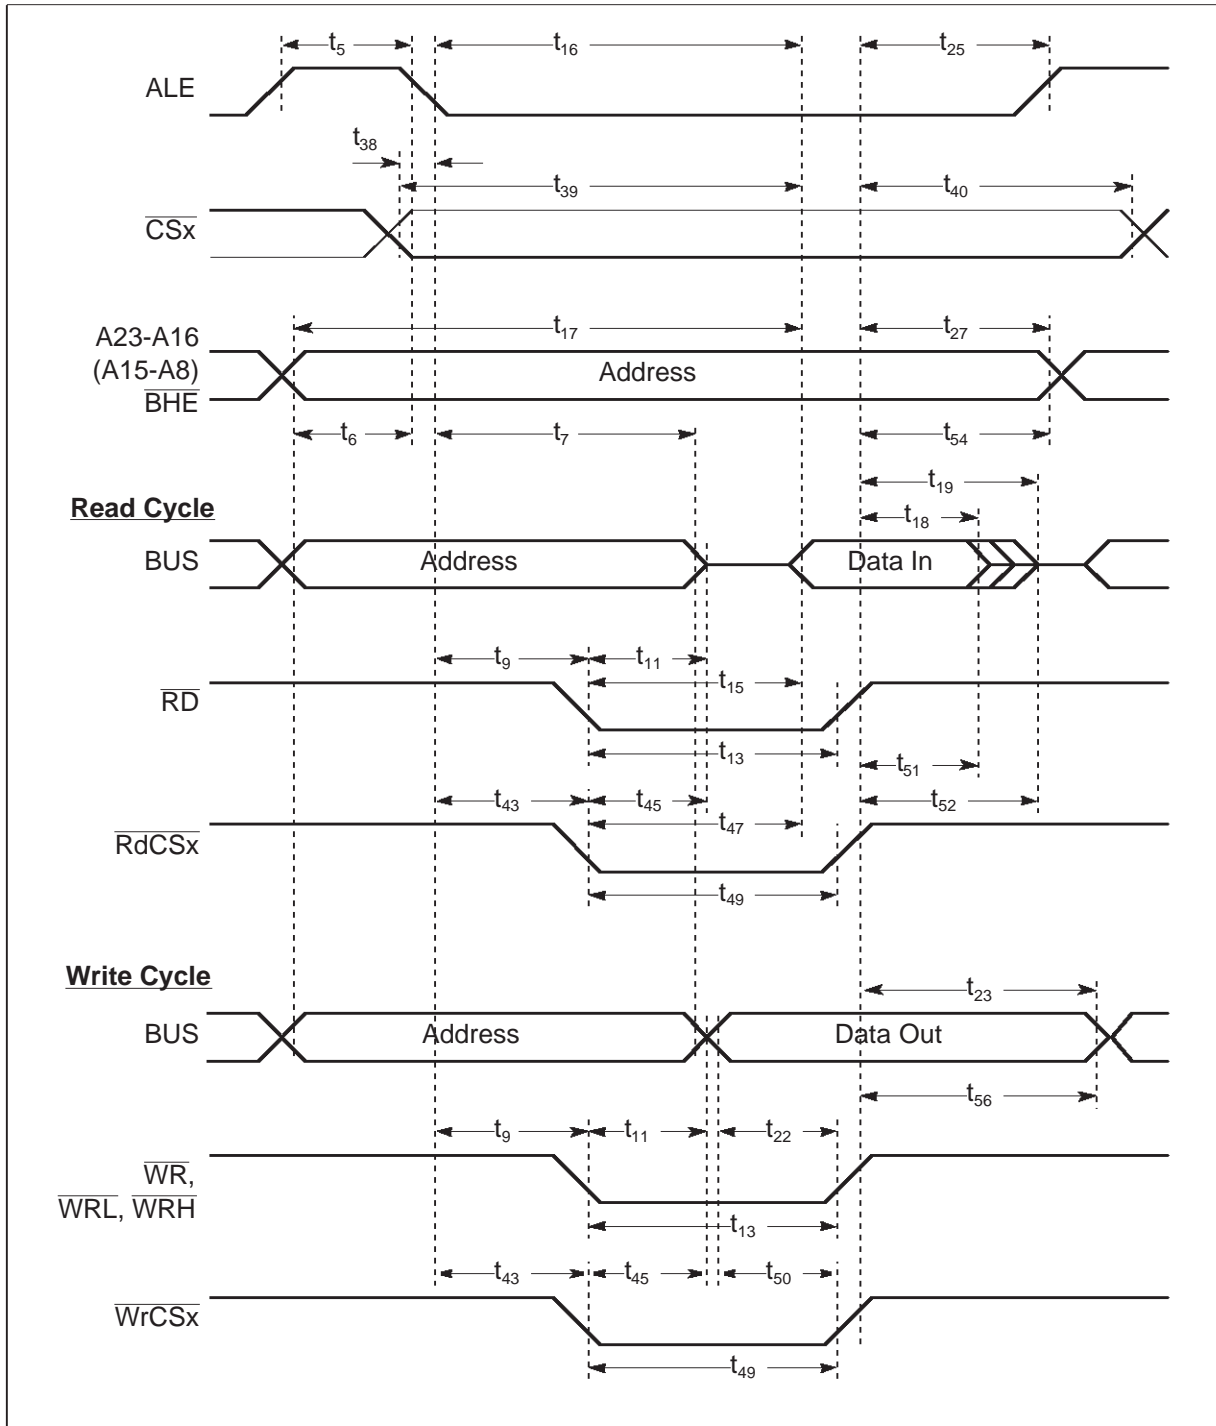 t5 t16 t25
ALE
t38
t39 t40
CSx
t17 t27
A23-A16
(A15-A8) Address
BHE
t6 t7 t54
t19
Read Cycle
t18
BUS Address Data In
t9 t11
t15
RD
t13
t51
t43 t45 t52
t47
RdCSx
t49
Write Cycle
t23
BUS Address Data Out
t56
t9 t11 t22
WR,
WRL, WRH
t13
t43 t45 t50
WrCSx
t49